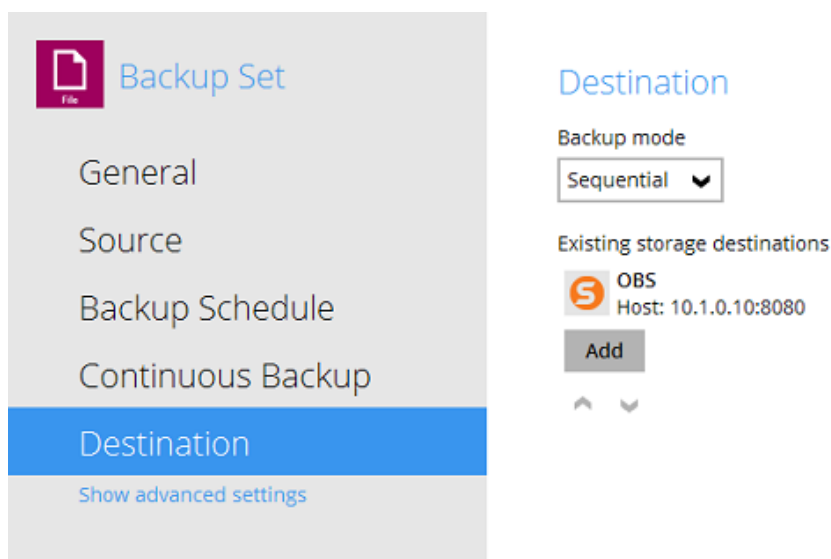 File
Backup Set
General
Source
Backup Schedule
Continuous Backup
Destination
Show advanced settings
Destination
Backup mode
Sequential
Existing storage destinations
S
OBS
Host: 10.1.0.10:8080
Add